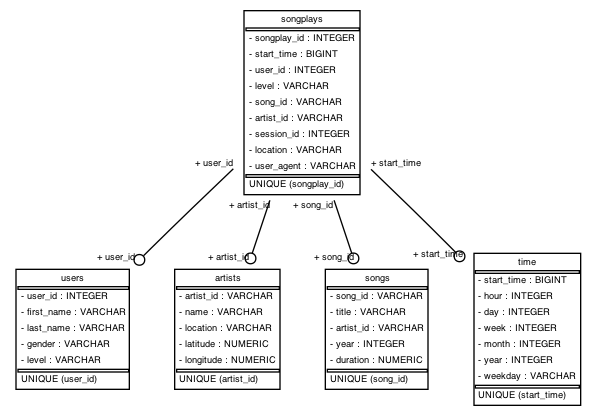 songplays
- songplay_id : INTEGER
- start_time : BIGINT
- user_id : INTEGER
- level : VARCHAR
- song_id : VARCHAR
- artist_id : VARCHAR
- session_id : INTEGER
- location : VARCHAR
- user_agent : VARCHAR
UNIQUE (songplay_id)
+ user_id
+ start_time
+ artist_id
+ song_id
+ user_id
+ artist_id
+ song_id
+ start_time
users
- user_id : INTEGER
- first_name : VARCHAR
- last_name : VARCHAR
- gender : VARCHAR
- level : VARCHAR
UNIQUE (user_id)
artists
- artist_id : VARCHAR
- name : VARCHAR
- location : VARCHAR
- latitude : NUMERIC
- longitude : NUMERIC
UNIQUE (artist_id)
songs
- song_id : VARCHAR
- title : VARCHAR
- artist_id : VARCHAR
- year : INTEGER
- duration : NUMERIC
UNIQUE (song_id)
time
- start_time : BIGINT
- hour : INTEGER
- day : INTEGER
- week : INTEGER
- month : INTEGER
- year : INTEGER
- weekday : VARCHAR
UNIQUE (start_time)